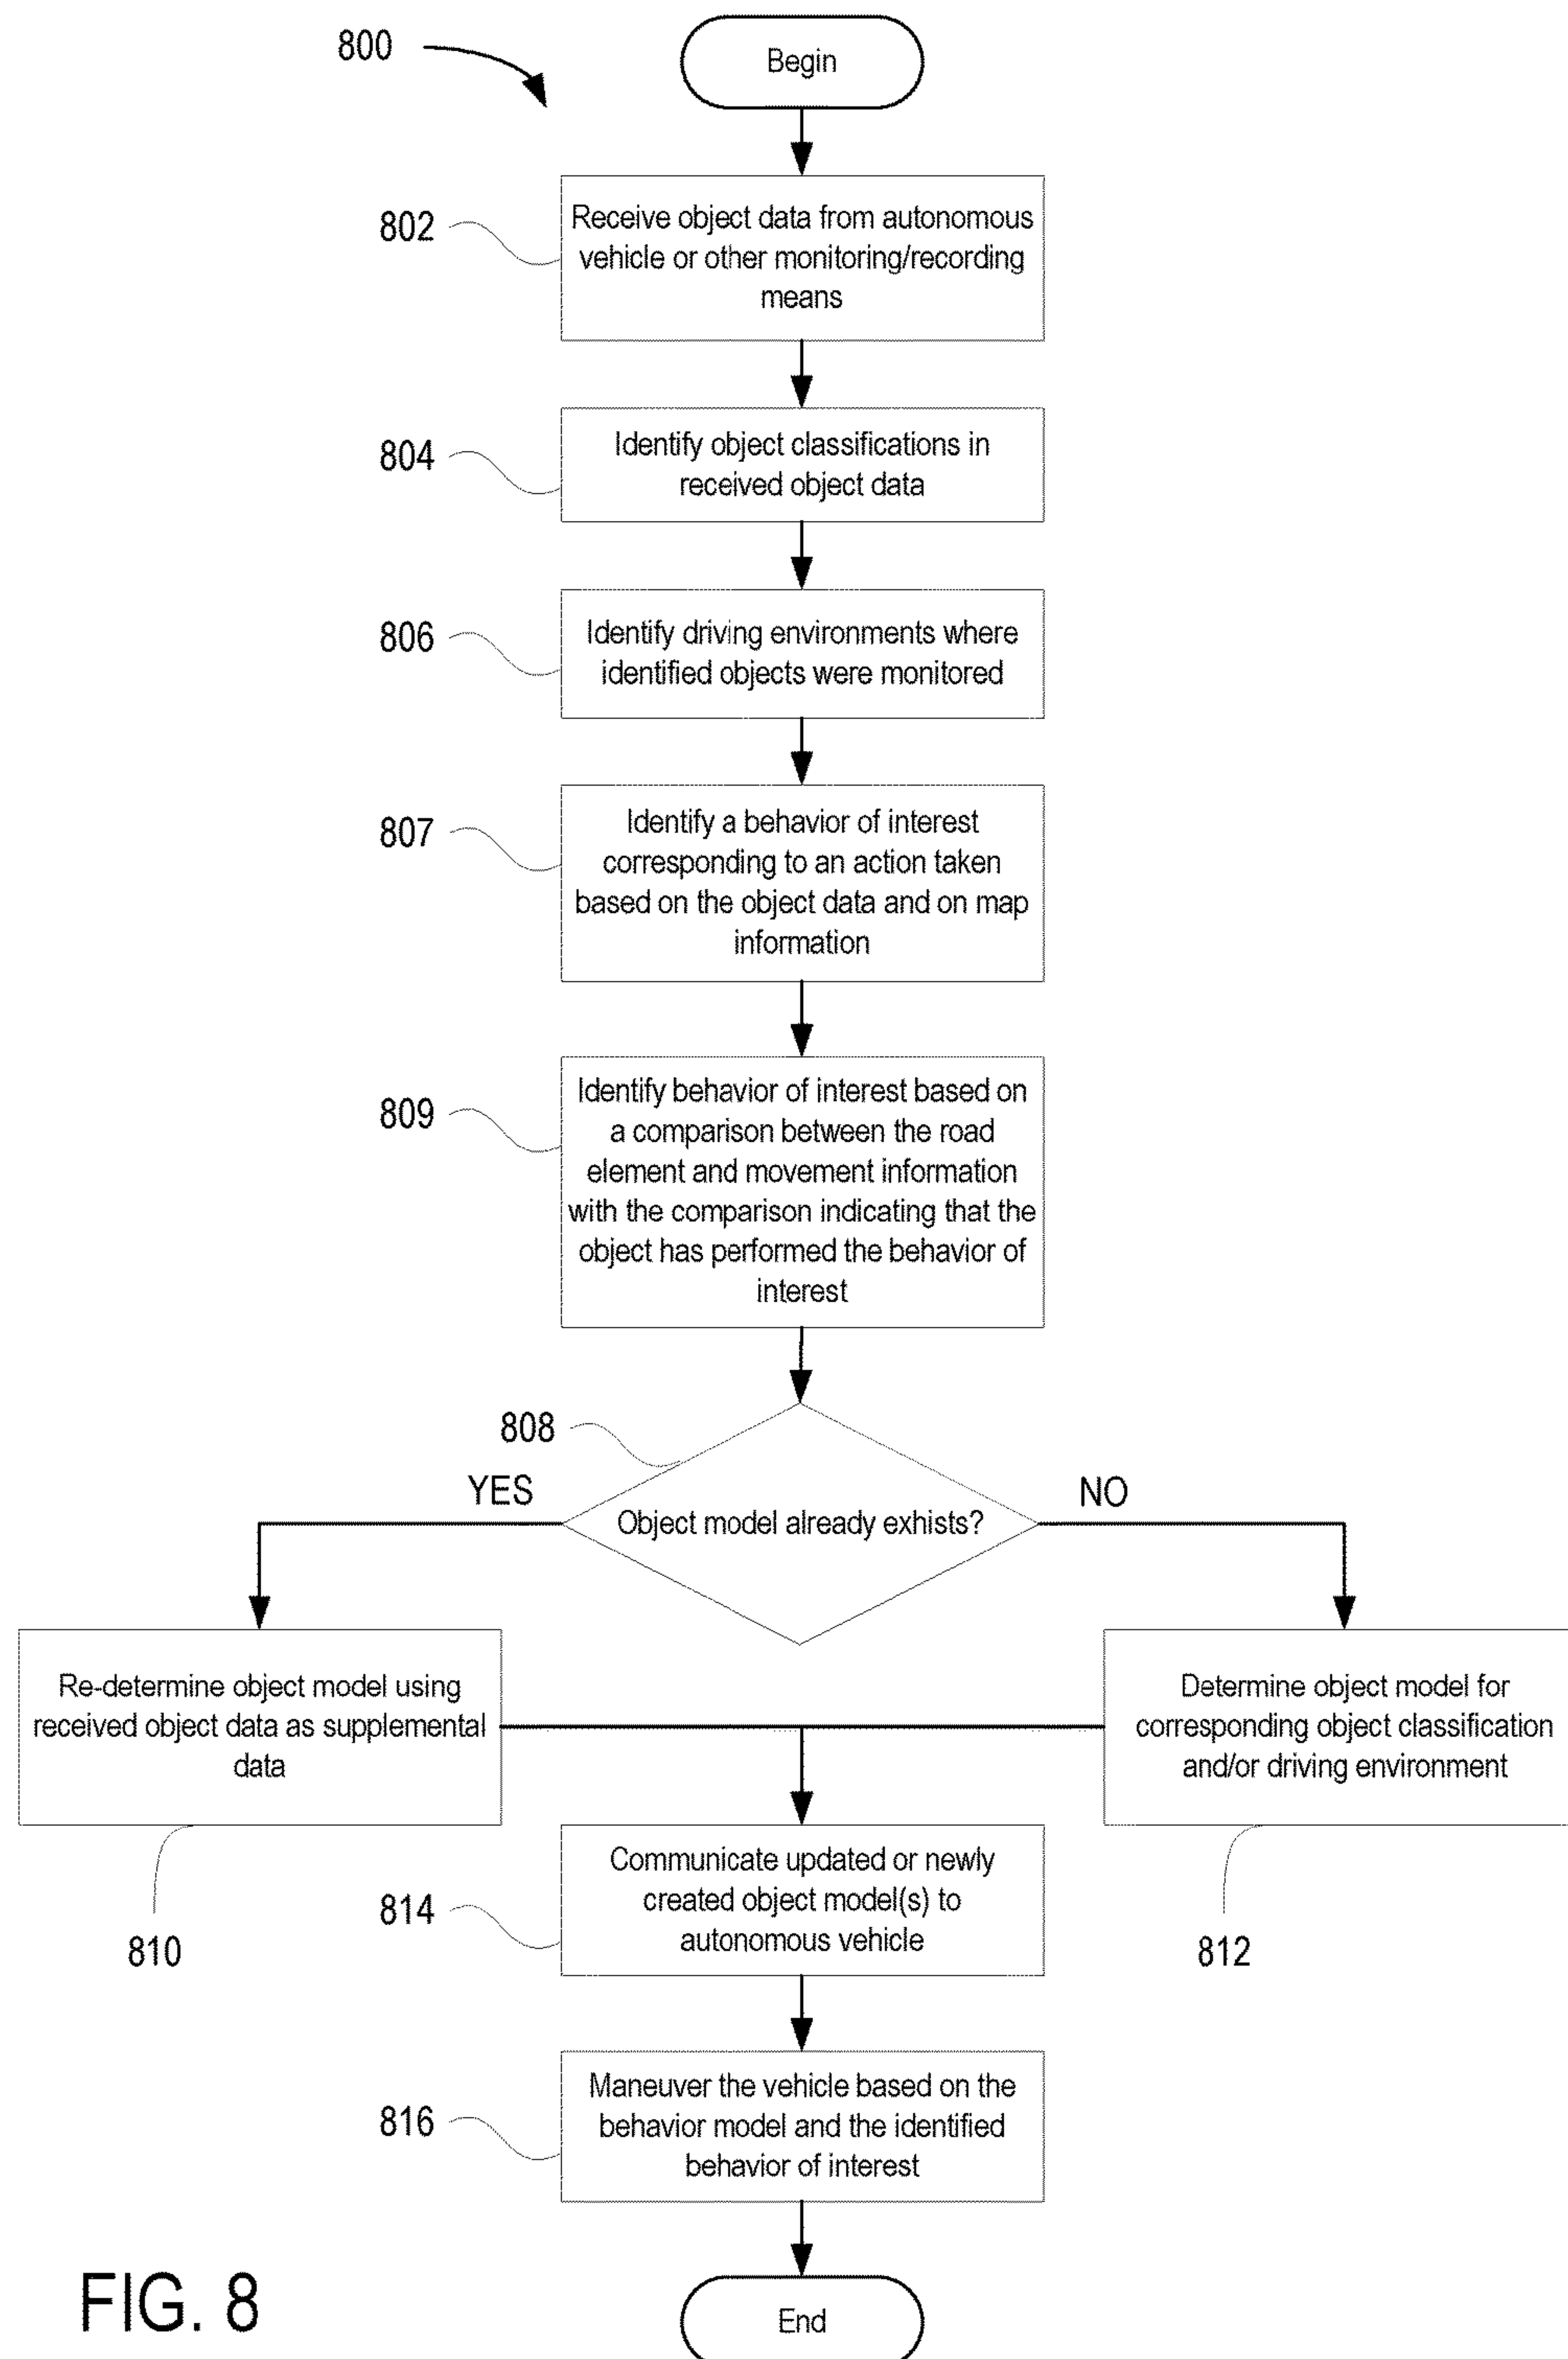 800
Begin
802
Receive object data from autonomous
vehicle or other monitoring/recording
means
804
Identify object classifications in
received object data
806
Identify driving environments where
identified objects were monitored
807
Identify a behavior of interest
corresponding to an action taken
based on the object data and on map
information
809
Identify behavior of interest based on
a comparison between the road
element and movement information
with the comparison indicating that the
object has performed the behavior of
interest
808
YES
NO
Object model already exhists?
Re-determine object model using
received object data as supplemental
data
810
Determine object model for
corresponding object classification
and/or driving environment
812
814
Communicate updated or newly
created object model(s) to
autonomous vehicle
816
Maneuver the vehicle based on the
behavior model and the identified
behavior of interest
End
FIG. 8